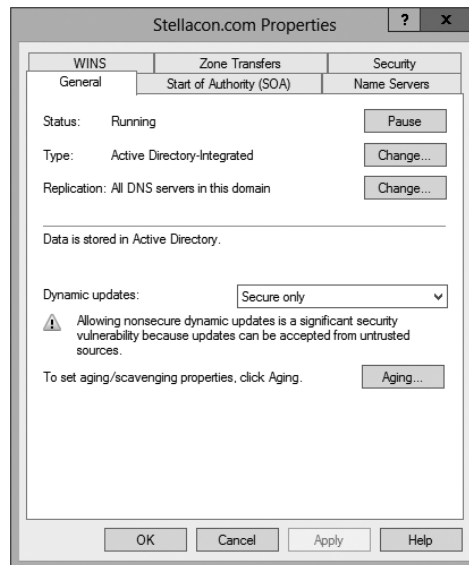 Stellacon.com Properties ? x
WINS Zone Transfers Security
General Start of Authority (SOA) Name Servers
Status: Running Pause
Type: Active Directory-Integrated Change...
Replication: All DNS servers in this domain Change...
Data is stored in Active Directory.
Dynamic updates: Secure only
Allowing nonsecure dynamic updates is a significant security
vulnerability because updates can be accepted from untrusted
sources.
To set aging/scavenging properties, click Aging. Aging...
OK Cancel Apply Help